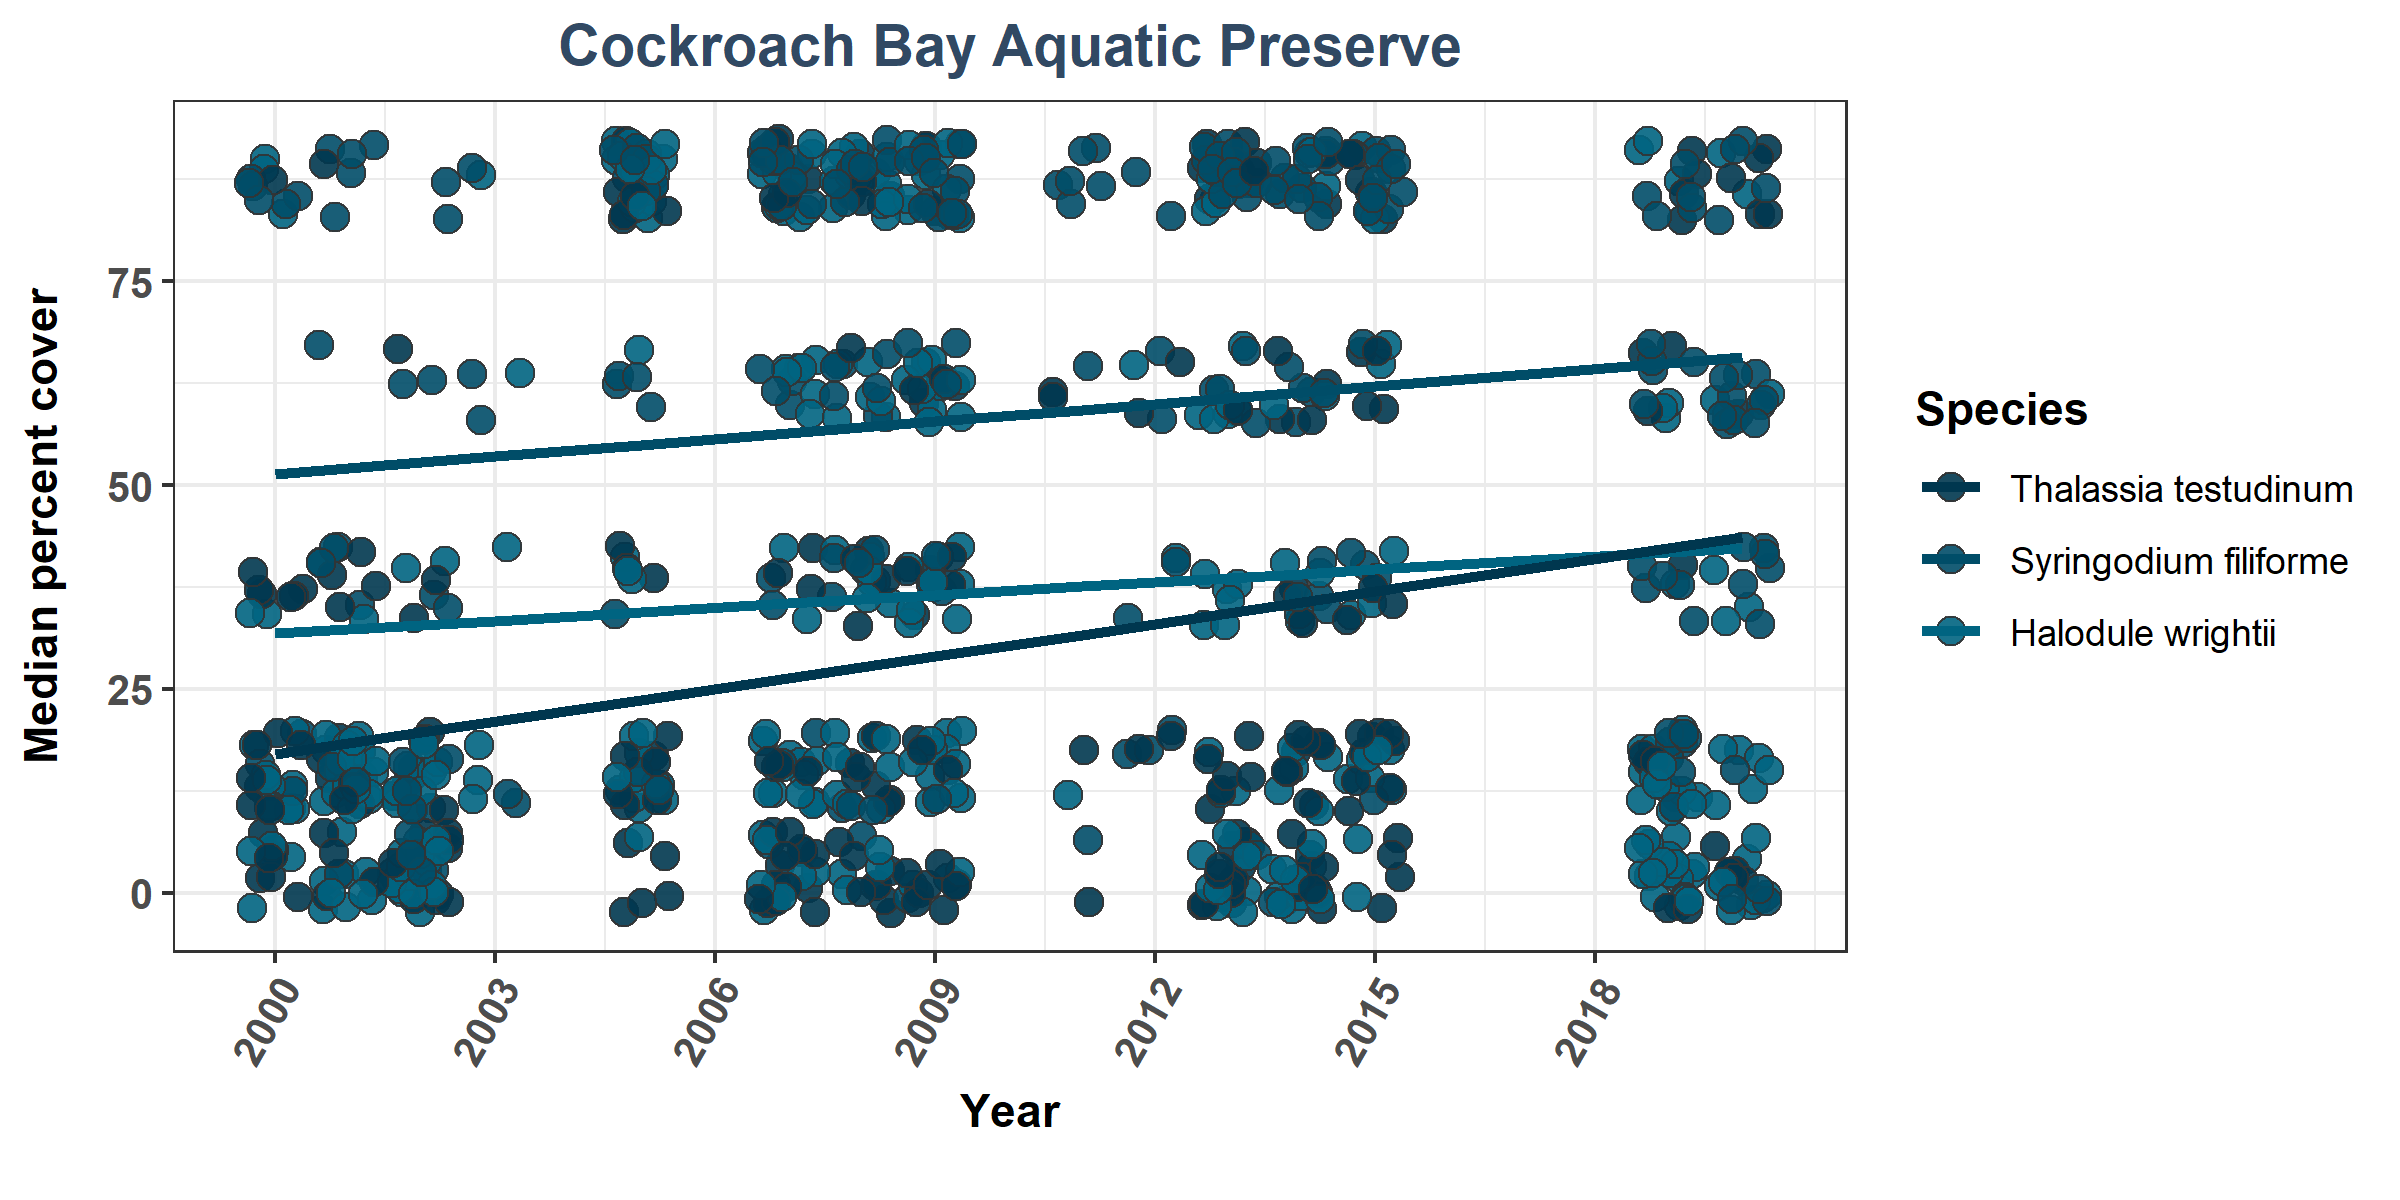 Cockroach Bay Aquatic Preserve
Median percent cover
75
50
25
0
2000
2003
2006
2009
2012
2015
2018
Year
Species
Thalassia testudinum
Syringodium filiforme
Halodule wrightii